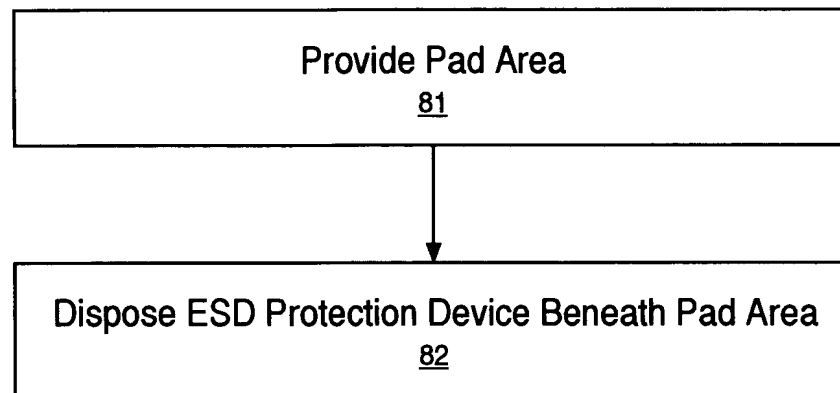 Provide Pad Area
81
Dispose ESD Protection Device Beneath Pad Area
82